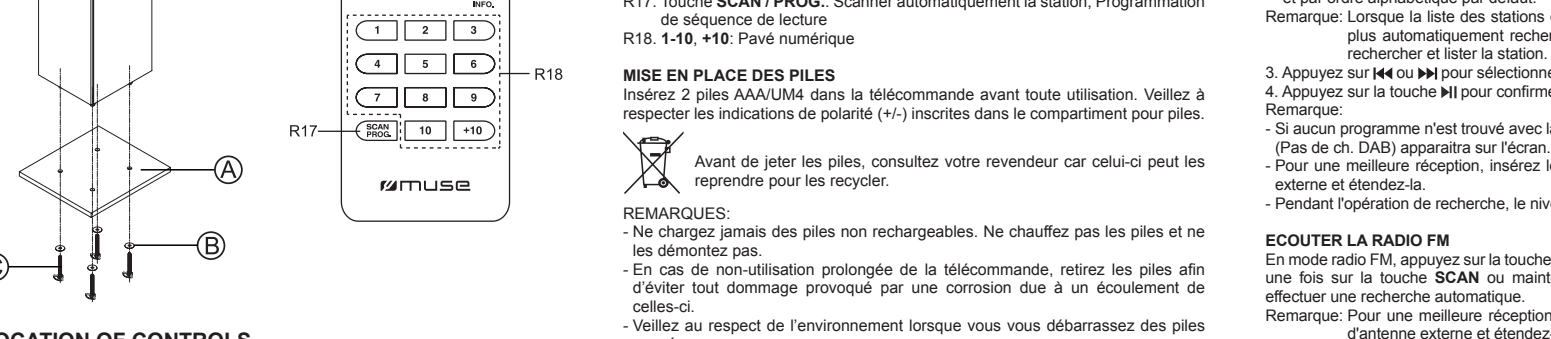 A
B
C
LOCATION OF CONTROLS
INFO.
1 2 3
4 5 6
7 8 9
SCAN PROG. 10 +10
R18
R17
muse
R17. Touche SCAN / PROG.: Scanner automatiquement la station, Programmation
de séquence de lecture
R18. 1-10, +10: Pavé numérique
MISE EN PLACE DES PILES
Insérez 2 piles AAA/UM4 dans la télécommande avant toute utilisation. Veillez à
respecter les indications de polarité (+/-) inscrites dans le compartiment pour piles.
Avant de jeter les piles, consultez votre revendeur car celui-ci peut les
reprendre pour les recycler.
REMARQUES:
- Ne chargez jamais des piles non rechargeables. Ne chauffez pas les piles et ne
les démontez pas.
- En cas de non-utilisation prolongée de la télécommande, retirez les piles afin
d’éviter tout dommage provoqué par une corrosion due à un écoulement de
celles-ci.
- Veillez au respect de l’environnement lorsque vous vous débarrassez des piles
et par ordre alphabétique par défaut.
Remarque: Lorsque la liste des stations
plus automatiquement
rechercher et lister la station.
3. Appuyez sur ⏮ ou ⏭ pour
4. Appuyez sur la touche ⏯ pour
Remarque:
- Si aucun programme n'est trouvé avec
(Pas de ch. DAB) apparaitra sur l'écran.
- Pour une meilleure réception, insérez
externe et étendez-la.
- Pendant l'opération de recherche, le
ECOUTER LA RADIO FM
En mode radio FM, appuyez sur la touche
une fois sur la touche SCAN ou
effectuer une recherche automatique.
Remarque: Pour une meilleure réception
d'antenne externe et